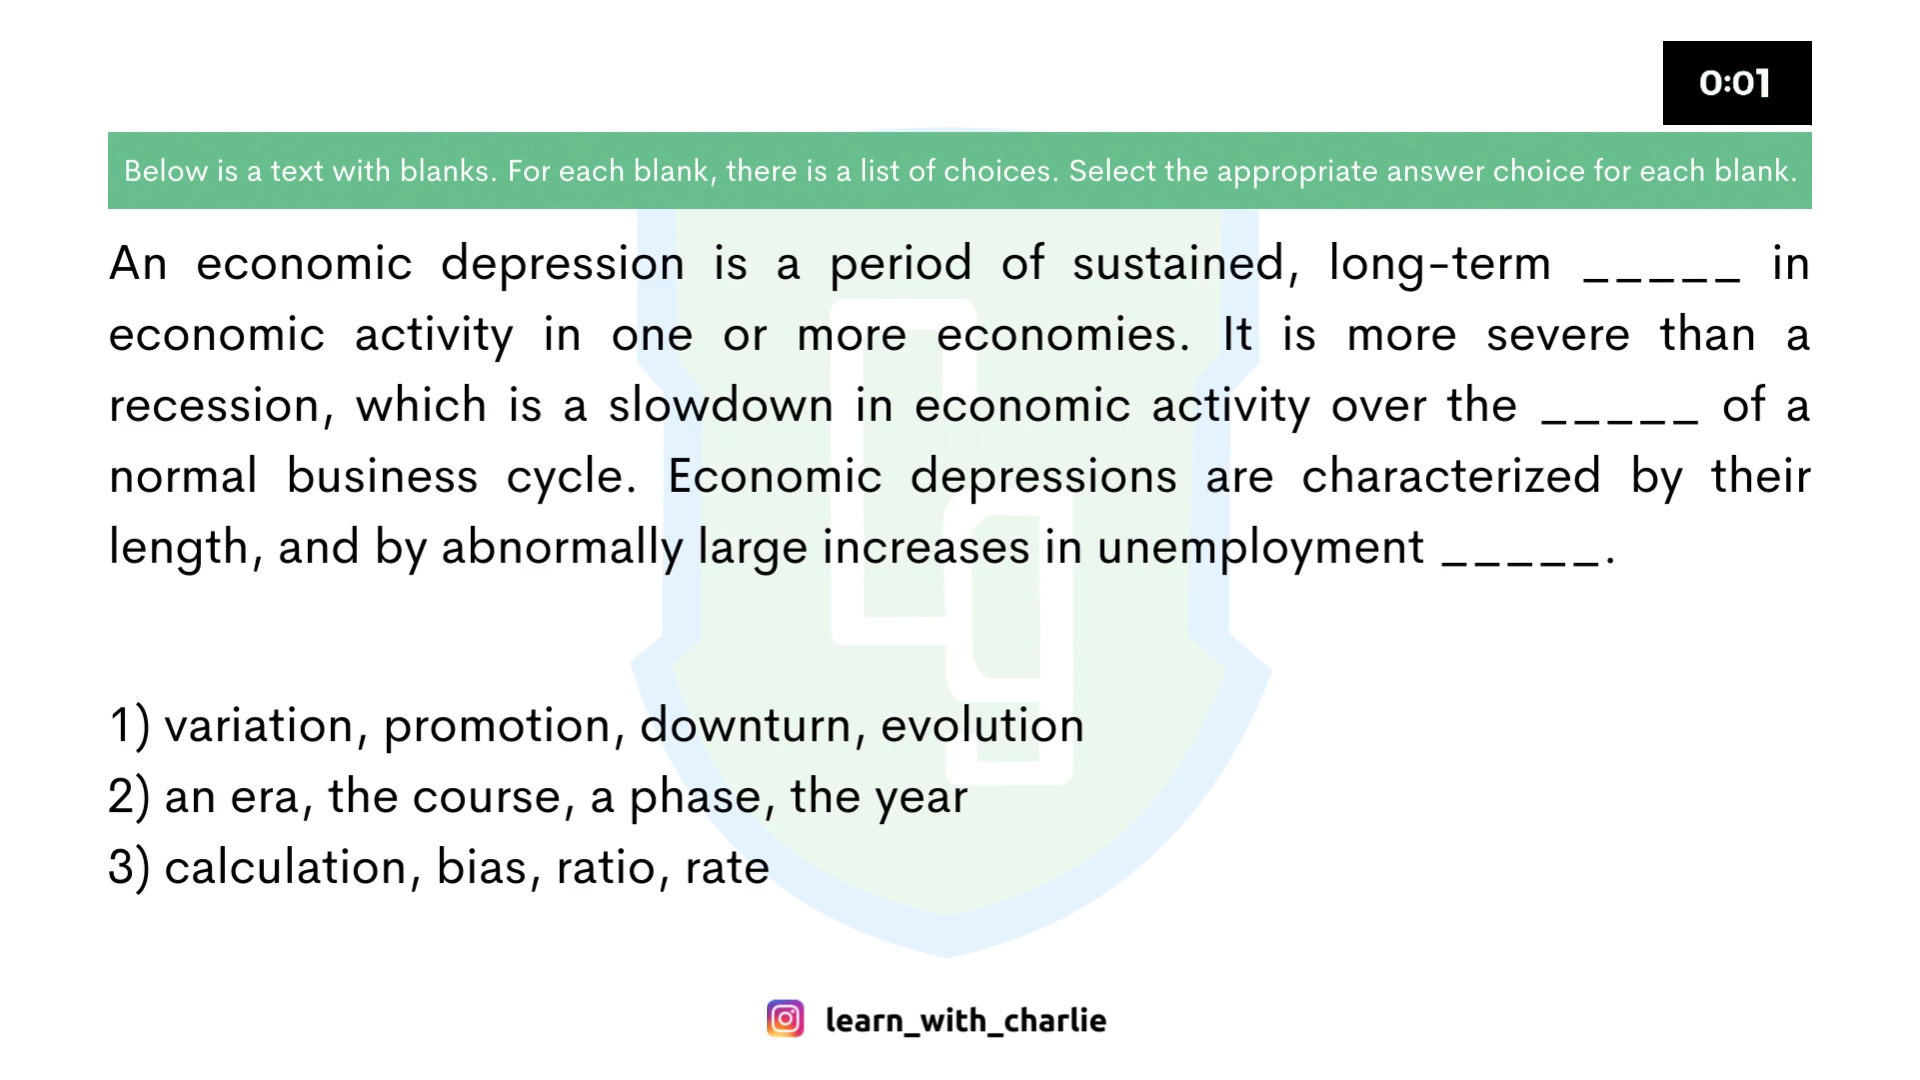 0:01
Below is a text with blanks. For each blank, there is a list of choices. Select the appropriate answer choice for each blank.
An economic depression is a period of sustained, long-term _____ in
economic activity in one or more economies. It is more severe than a
recession, which is a slowdown in economic activity over the _____ of a
normal business cycle. Economic depressions are characterized by their
length, and by abnormally large increases in unemployment _____.
1) variation, promotion, downturn, evolution
2) an era, the course, a phase, the year
3) calculation, bias, ratio, rate
learn_with_charlie